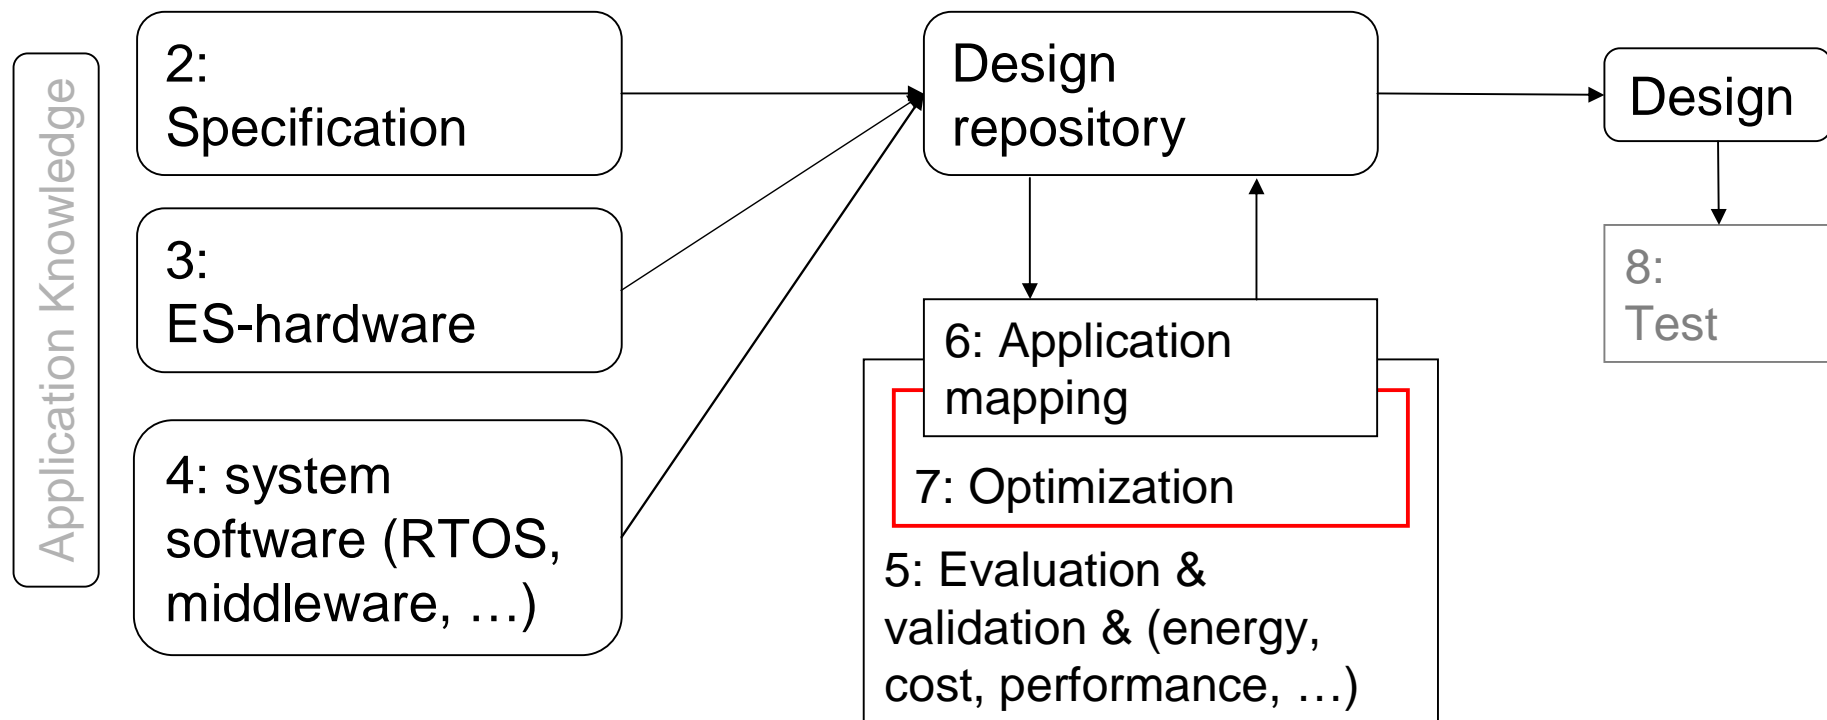 Application Knowledge
2:
Specification
3:
ES-hardware
4: system
software (RTOS,
middleware, …)
Design
repository
6: Application
mapping
7: Optimization
5: Evaluation &
validation & (energy,
cost, performance, …)
Design
8:
Test